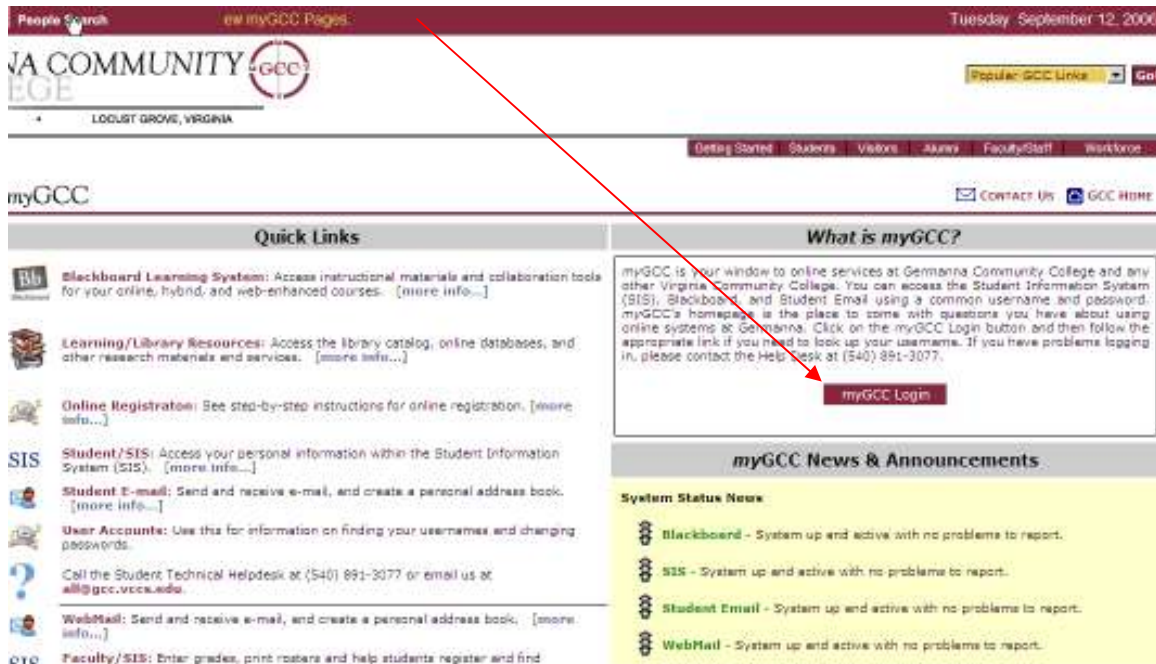 People Search
ew myGCC Pages.
Tuesday September 12, 2006
NA COMMUNITY
EGE
GCC
LOCUST GROVE, VIRGINIA
Popular GCC Links
Go!
Getting Started Students Visitors Alumni Faculty/Staff Workforce
myGCC
CONTACT US GCC HOME
Quick Links
Bb
Blackboard Learning System: Access instructional materials and collaboration tools
for your online, hybrid, and web-enhanced courses. [more info...]
Learning/Library Resources: Access the library catalog, online databases, and
other research materials and services. [more info...]
Online Registraton: See step-by-step instructions for online registration. [more
info...]
SIS
Student/SIS: Access your personal information within the Student Information
System (SIS). [more info...]
Student E-mail: Send and receive e-mail, and create a personal address book.
[more info...]
User Accounts: Use this for information on finding your usernames and changing
passwords.
?
Call the Student Technical Helpdesk at (540) 891-3077 or email us at
all@gcc.vccs.edu.
WebMail: Send and receive e-mail, and create a personal address book. [more
info...]
SIS
Faculty/SIS: Enter grades, print rosters and help students register and find
What is myGCC?
myGCC is your window to online services at Germanna Community College and any
other Virginia Community College. You can access the Student Information System
(SIS), Blackboard, and Student Email using a common username and password.
myGCC's homepage is the place to come with questions you have about using
online systems at Germanna. Click on the myGCC Login button and then follow the
appropriate link if you need to look up your username. If you have problems logging
in, please contact the Help Desk at (540) 891-3077.
myGCC Login
myGCC News & Announcements
System Status News
Blackboard - System up and active with no problems to report.
SIS - System up and active with no problems to report.
Student Email - System up and active with no problems to report.
WebMail - System up and active with no problems to report.